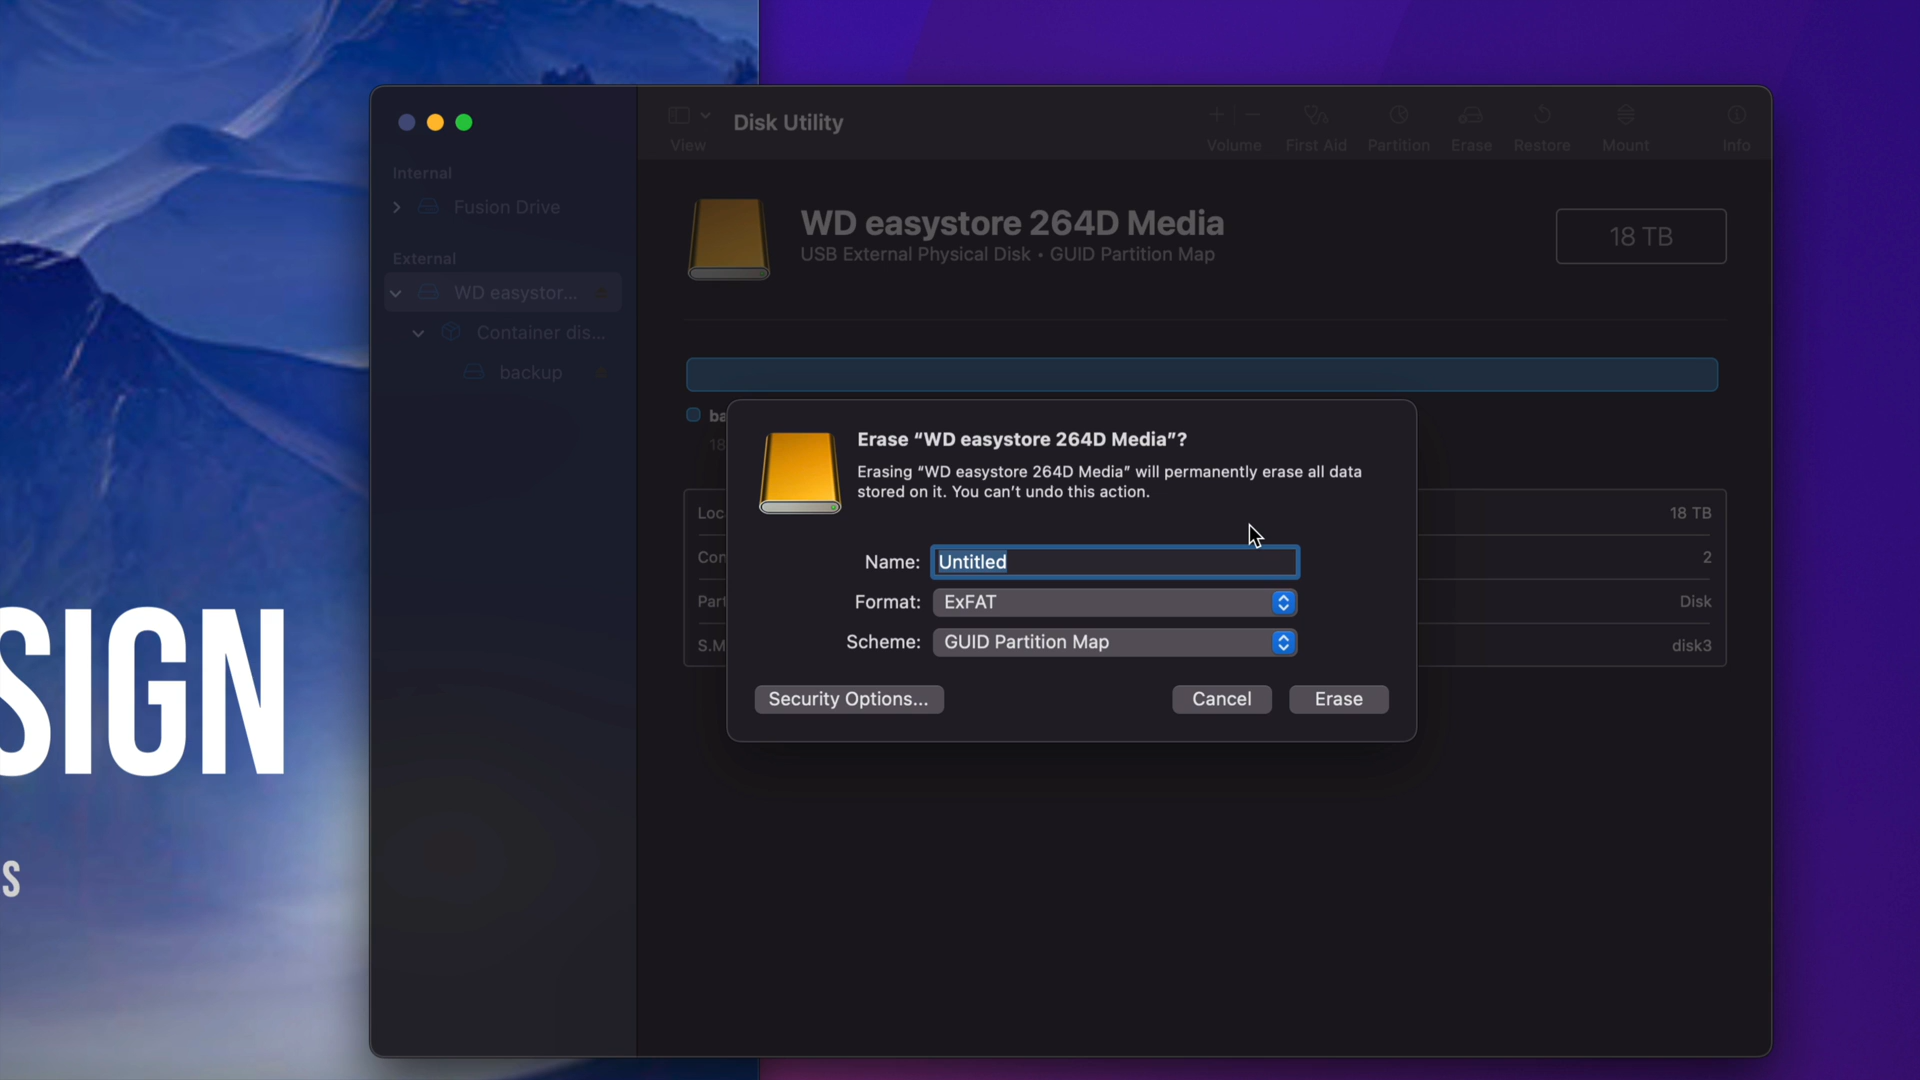 Disk Utility
View
Volume
First Aid
Partition
Erase
Restore
Mount
Info
Internal
Fusion Drive
External
WD easystor...
Container dis...
backup
WD easystore 264D Media
USB External Physical Disk • GUID Partition Map
18 TB
ba
18
Loc
18 TB
Con
2
Part
Disk
S.M
disk3
Erase “WD easystore 264D Media”?
Erasing “WD easystore 264D Media” will permanently erase all data
stored on it. You can’t undo this action.
Name: Untitled
Format: ExFAT
Scheme: GUID Partition Map
Security Options...
Cancel
Erase
SIGN
S